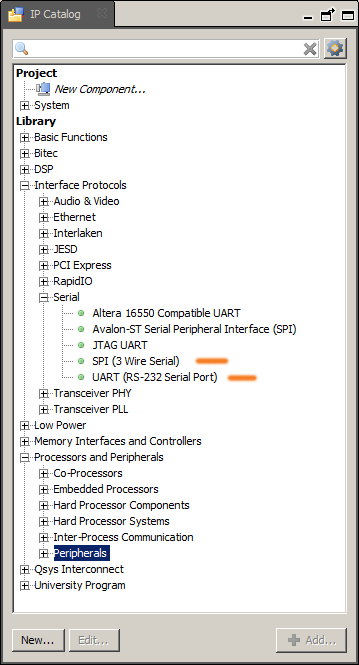 IP Catalog
Project
New Component...
System
Library
Basic Functions
Bitec
DSP
Interface Protocols
Audio & Video
Ethernet
Interlaken
JESD
PCI Express
RapidIO
Serial
Altera 16550 Compatible UART
Avalon-ST Serial Peripheral Interface (SPI)
JTAG UART
SPI (3 Wire Serial)
UART (RS-232 Serial Port)
Transceiver PHY
Transceiver PLL
Low Power
Memory Interfaces and Controllers
Processors and Peripherals
Co-Processors
Embedded Processors
Hard Processor Components
Hard Processor Systems
Inter-Process Communication
Peripherals
Qsys Interconnect
University Program
New... Edit... Add...